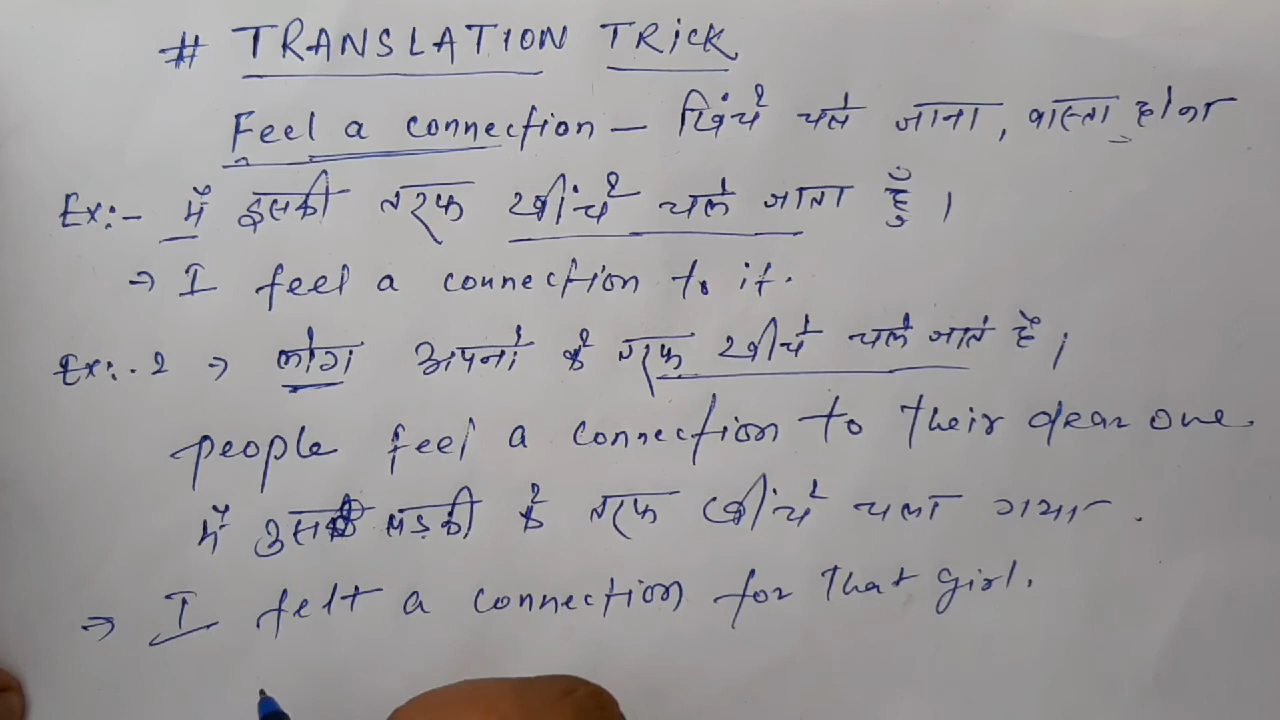 # TRANSLATION TRICK
Feel a connection – खिंचे चले जाना, वास्ता होना
Ex:- मैं इसकी तरफ खींचे चले जाता हूँ।
→ I feel a connection to it.
Ex:-2 → लोग अपनो के तरफ खीचे चले जाते हैं।
people feel a connection to their dear one.
मैं उस लड़की के तरफ खींचे चला गया.
⇒ I felt a connection for that girl.